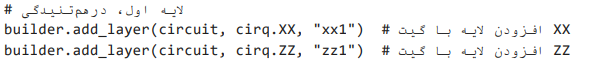 # لایه اول، درهم‌تنیدگی
builder.add_layer(circuit, cirq.XX, "xx1")  # افزودن لایه با گیت XX
builder.add_layer(circuit, cirq.ZZ, "zz1")  # افزودن لایه با گیت ZZ